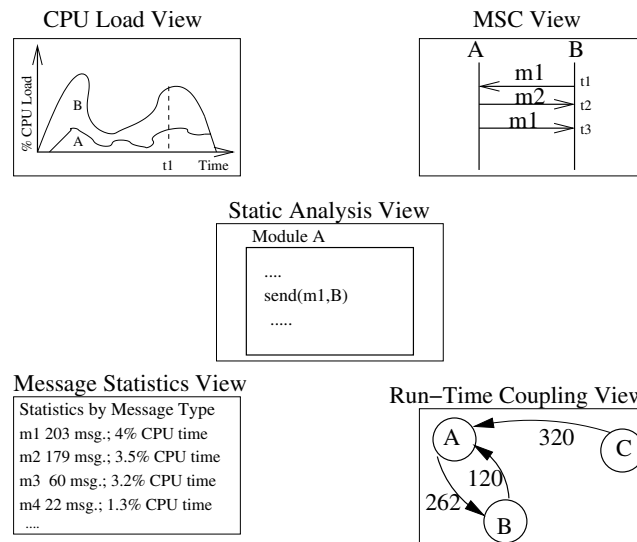 CPU Load View
% CPU Load
B
A
t1
Time
MSC View
A B
m1
t1
m2
t2
m1
t3
Static Analysis View
Module A
....
send(m1,B)
.....
Message Statistics View
Statistics by Message Type
m1 203 msg.; 4% CPU time
m2 179 msg.; 3.5% CPU time
m3 60 msg.; 3.2% CPU time
m4 22 msg.; 1.3% CPU time
....
Run-Time Coupling View
A
C
320
120
262
B